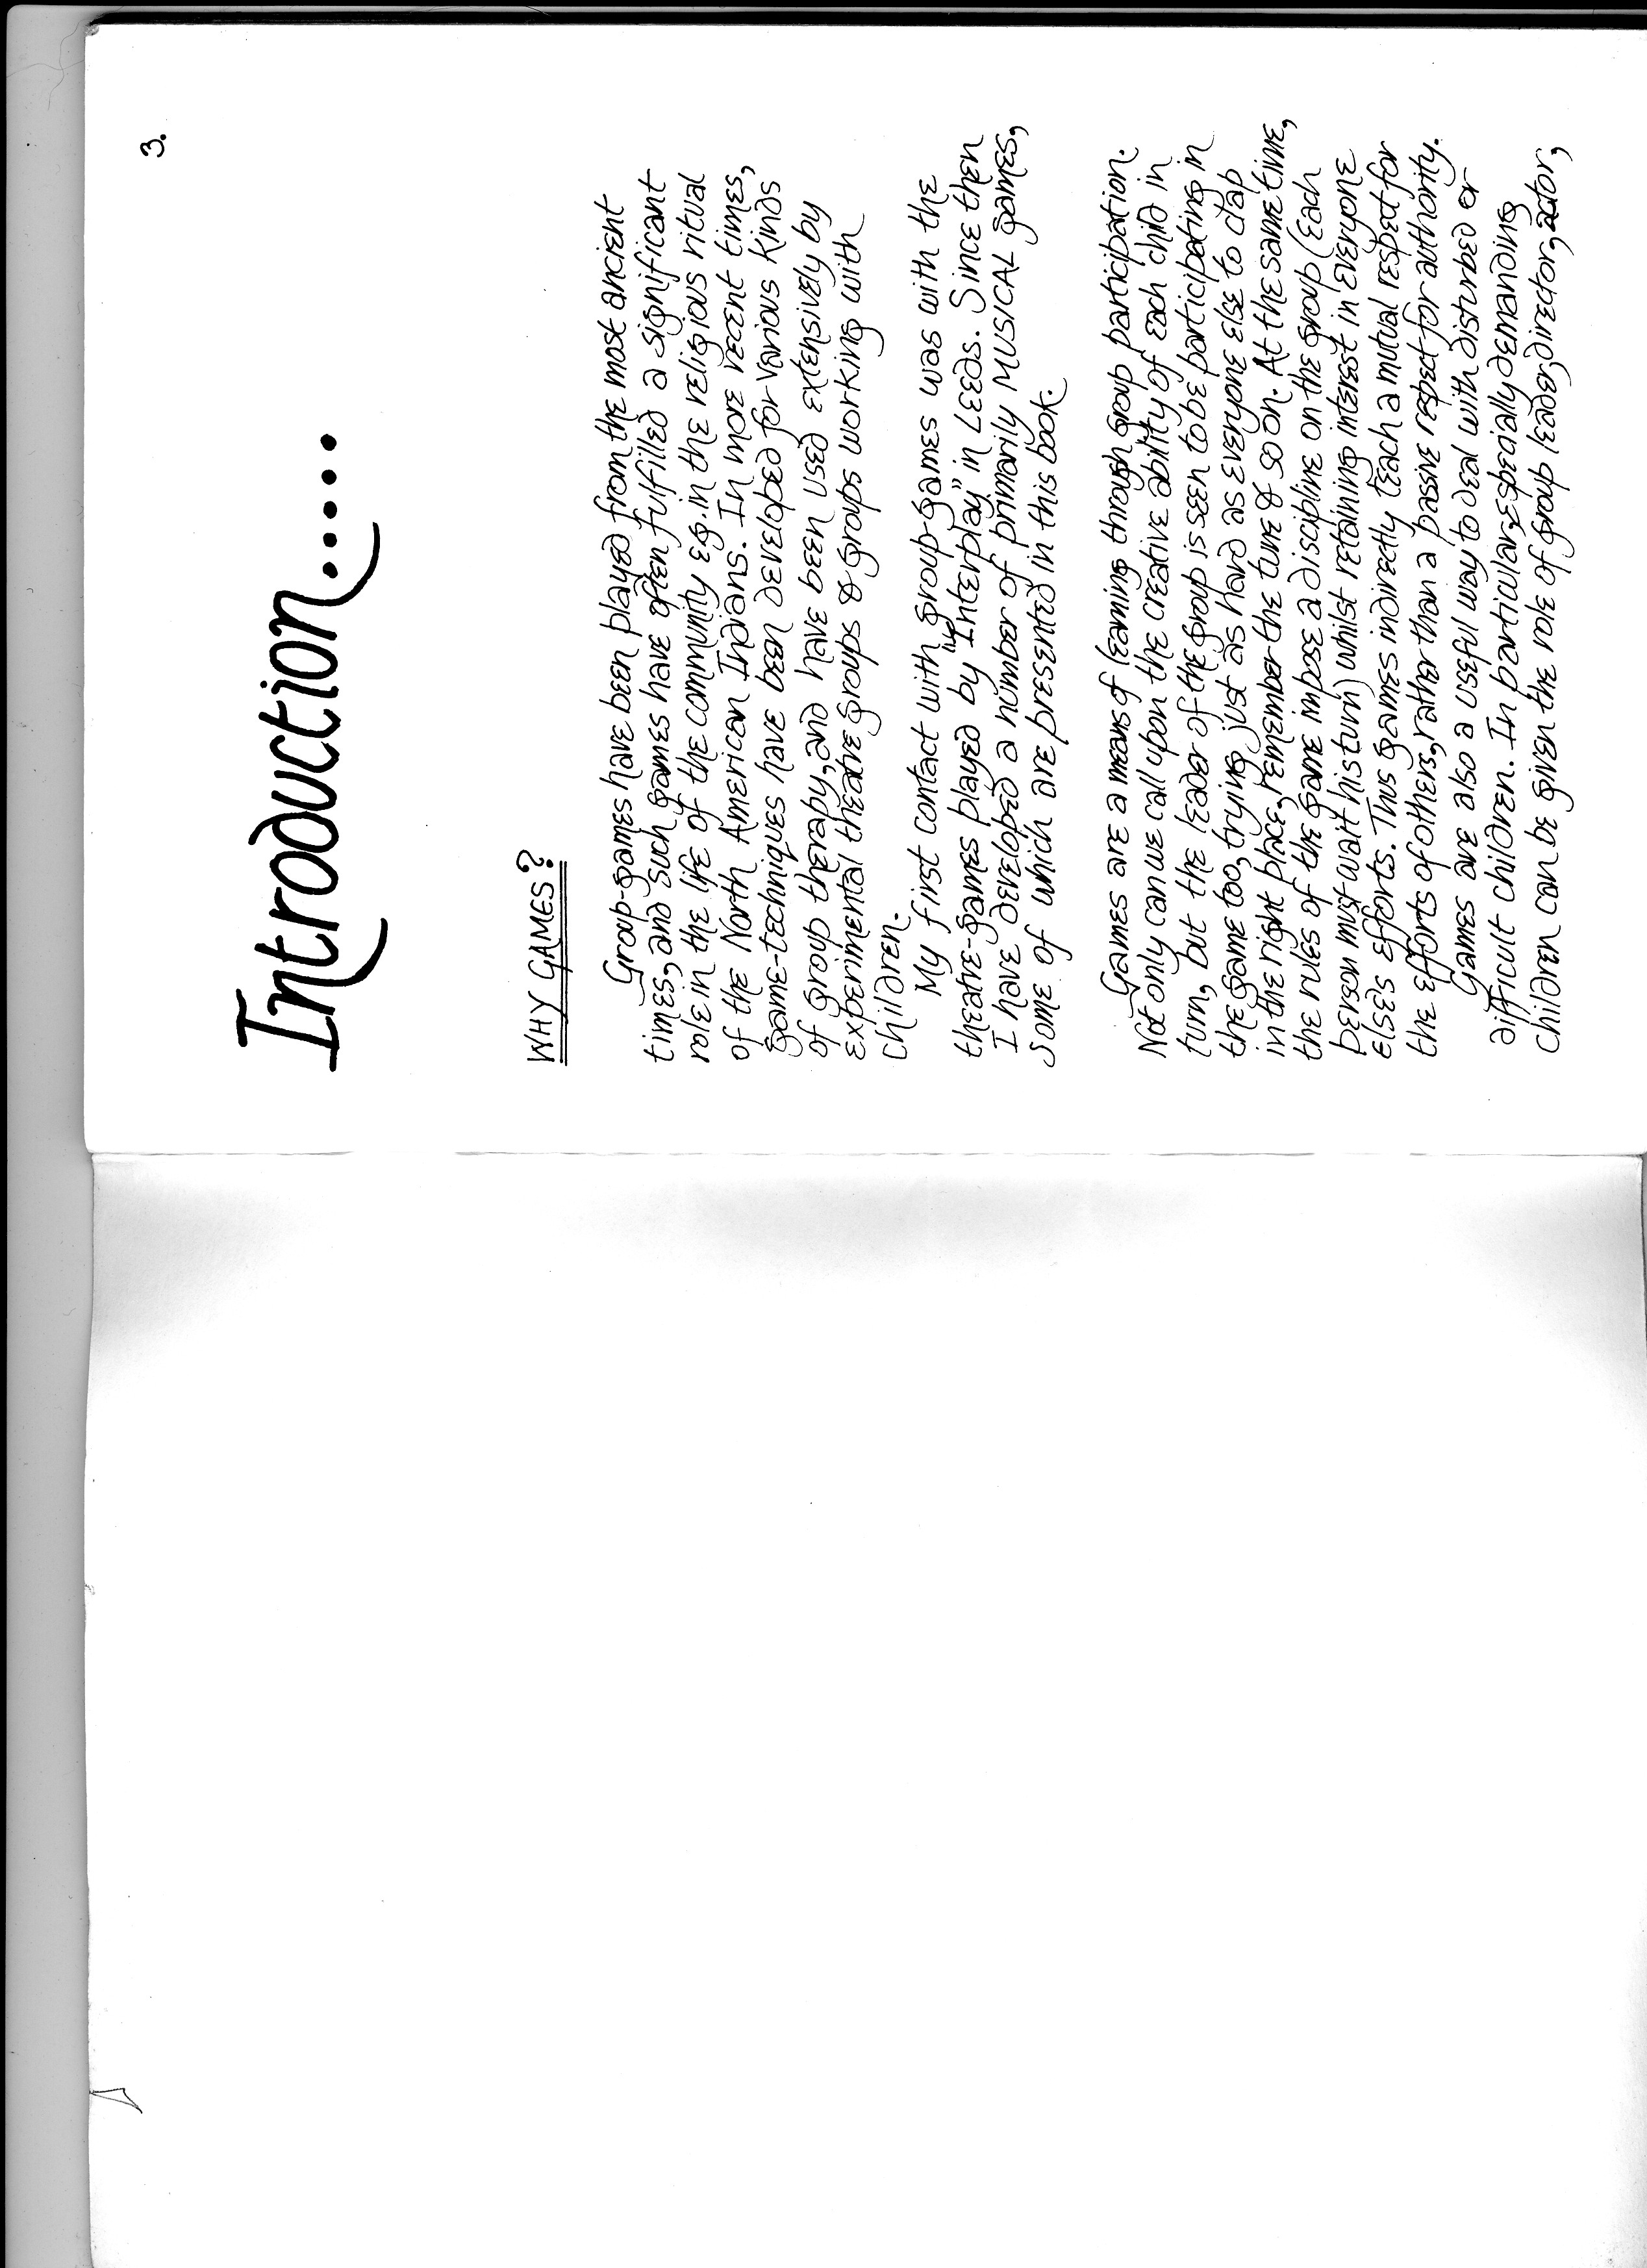 3.
Introduction.....
WHY GAMES?
Group-games have been played from the most ancient
times, and such games have often fulfilled a significant
role in the life of the community eg. in the religious ritual
of the North American Indians. In more recent times,
game-techniques have been developed for various kinds
of group therapy, and have been used extensively by
experimental theatre groups & groups working with
children.
My first contact with group-games was with the
theatre-games played by "Interplay" in Leeds. Since then
I have developed a number of primarily MUSICAL games,
some of which are presented in this book.
Games are a means of learning through group participation.
Not only can we call upon the creative ability of each child in
turn, but the leader of the group is seen to be participating in
the game too, trying just as hard as everyone else to clap
in the right place, remember the tune & so on. At the same time,
the rules of the game impose a discipline on the group (Each
person must wait his turn) whilst retaining interest in everyone
else's efforts. Thus games indirectly teach a mutual respect for
the efforts of others, rather than a passive respect for authority.
Games are also a useful way to deal with disturbed or
difficult children. In particular, especially demanding
children can be given the role of group leader, director, actor,